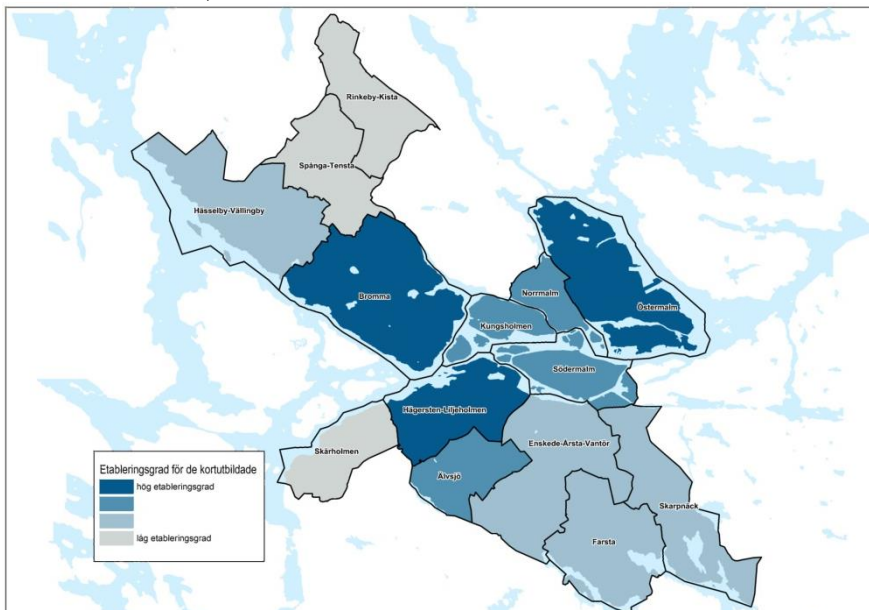 Rinkeby-Kista
Spånga-Tensta
Hässelby-Vällingby
Bromma
Norrmalm
Östermalm
Kungsholmen
Södermalm
Hägersten-Liljeholmen
Skärholmen
Enskede-Årsta-Vantör
Älvsjö
Skarpnäck
Farsta
Etableringsgrad för de kortutbildade
hög etableringsgrad
låg etableringsgrad